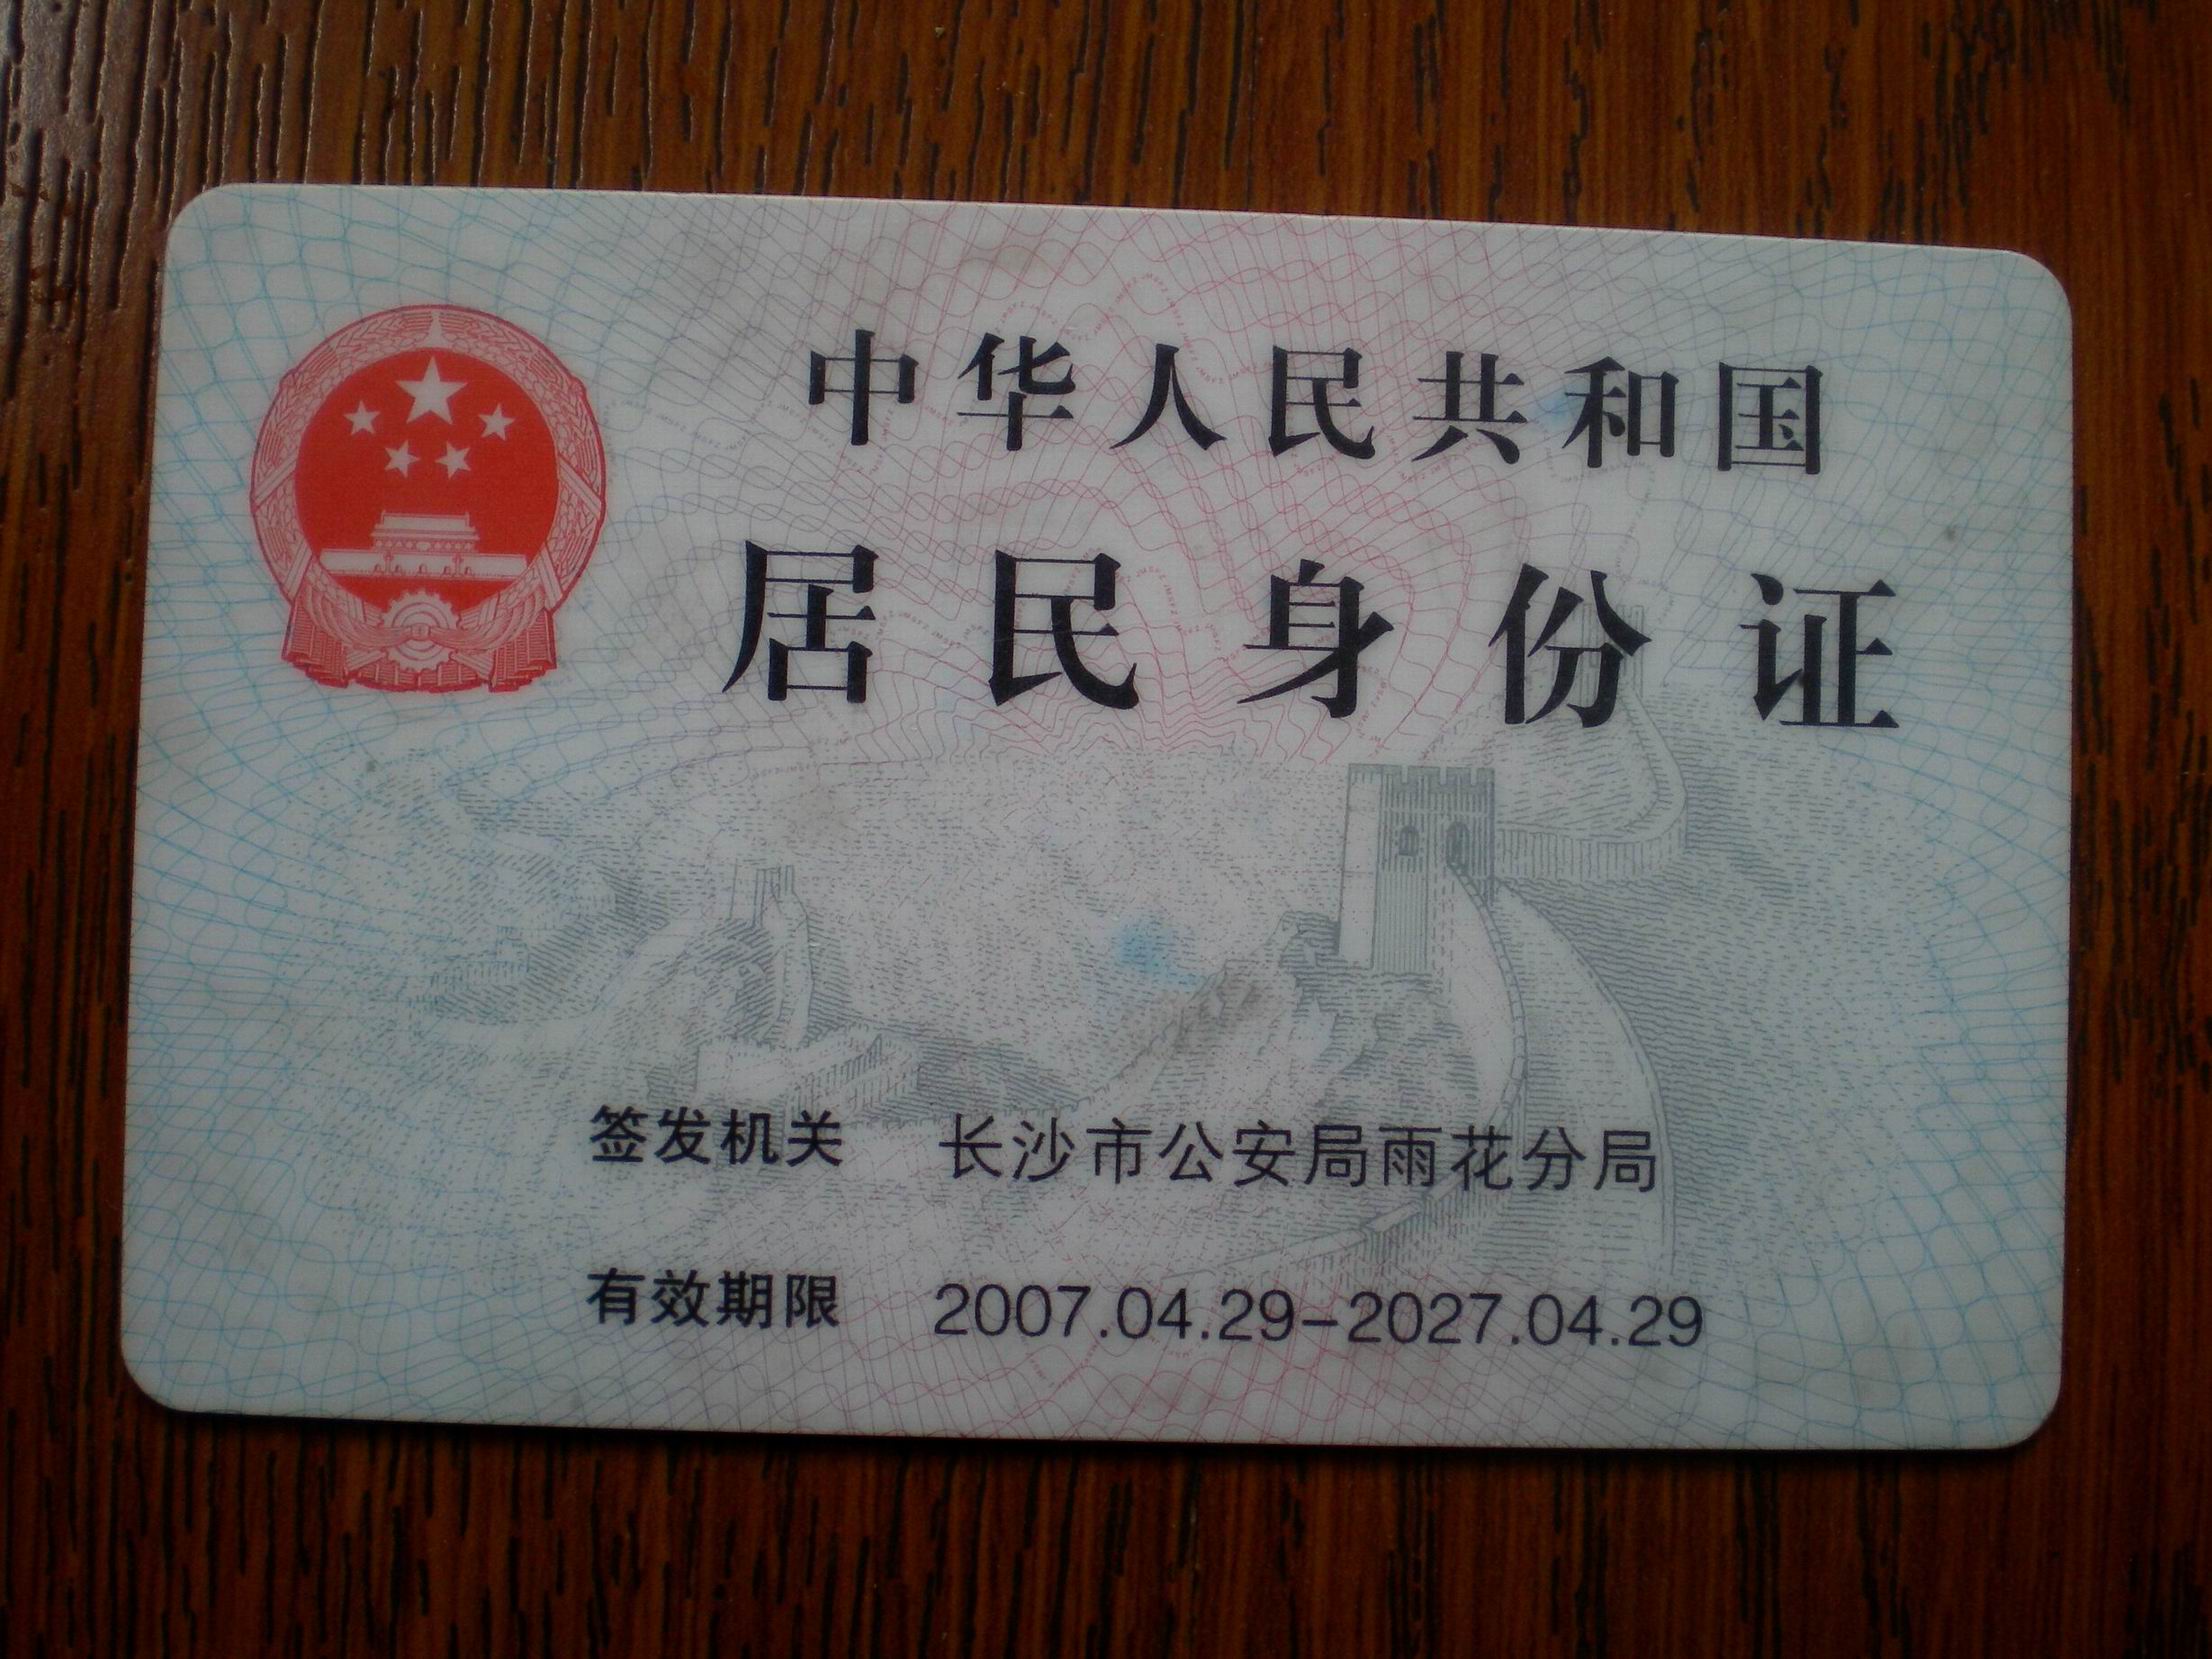 中华人民共和国
居民身份证
签发机关 长沙市公安局雨花分局
有效期限 2007.04.29-2027.04.29